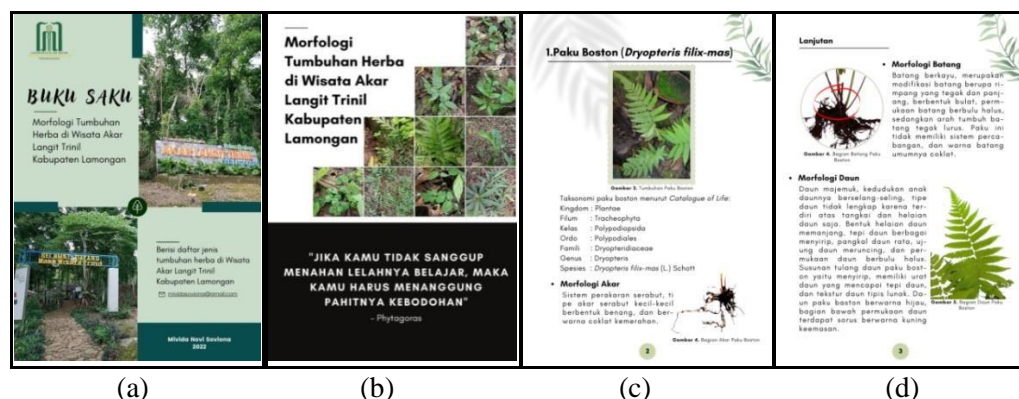 BUKU SAKU
Morfologi Tumbuhan
Herba di Wisata Akar
Langit Trinil
Kabupaten Lamongan
Berisi daftar jenis
tumbuhan herba di Wisata
Akar Langit Trinil
Kabupaten Lamongan
Mivida Novi Saviona
2022
(a)
Morfologi
Tumbuhan Herba
di Wisata Akar
Langit Trinil
Kabupaten
Lamongan
"JIKA KAMU TIDAK SANGGUP
MENAHAN LELAHNYA BELAJAR, MAKA
KAMU HARUS MENANGGUNG
PAHITNYA KEBODOHAN"
– Phytagoras
(b)
1.Paku Boston (Dryopteris filix-mas)
Gambar 3. Tumbuhan Paku Boston
Taksonomi paku boston menurut Catalogue of Life:
Kingdom : Plantae
Filum : Tracheophyta
Kelas : Polypodiopsida
Ordo : Polypodiales
Famili : Dryopteridaceae
Genus : Dryopteris
Spesies : Dryopteris filix-mas (L.) Schott
• Morfologi Akar
Sistem perakaran serabut, ti
pe akar serabut kecil-kecil
berbentuk benang, dan ber-
warna coklat kemerahan.
Bagian Akar Paku Boston
2
(c)
Lanjutan
• Morfologi Batang
Batang berkayu, merupakan
modifikasi batang berupa ri-
mpang yang tegak dan panj-
ang, berbentuk bulat, perm-
ukaan batang berbulu halus,
sedangkan arah tumbuh ba-
tang tegak lurus. Paku ini
tidak memiliki sistem perca-
bangan, dan warna batang
umumnya coklat.
Bagian Batang Paku
Boston
• Morfologi Daun
Daun majemuk, kedudukan anak
daunnya berselang-seling, tipe
daun tidak lengkap karena ter-
diri atas tangkai dan helaian
daun saja. Bentuk helaian daun
memanjang, tepi daun berbagi
menyirip, pangkal daun rata, uj-
ung daun meruncing, dan per-
mukaan daun berbulu halus.
Susunan tulang daun paku bost-
on yaitu menyirip, memiliki urat
daun yang mencapai tepi daun,
dan tekstur daun tipis lunak. Da-
un paku boston berwarna hijau,
bagian bawah permukaan daun
terdapat sorus berwarna kuning
keemasan.
Bagian Daun Paku
Boston
3
(d)